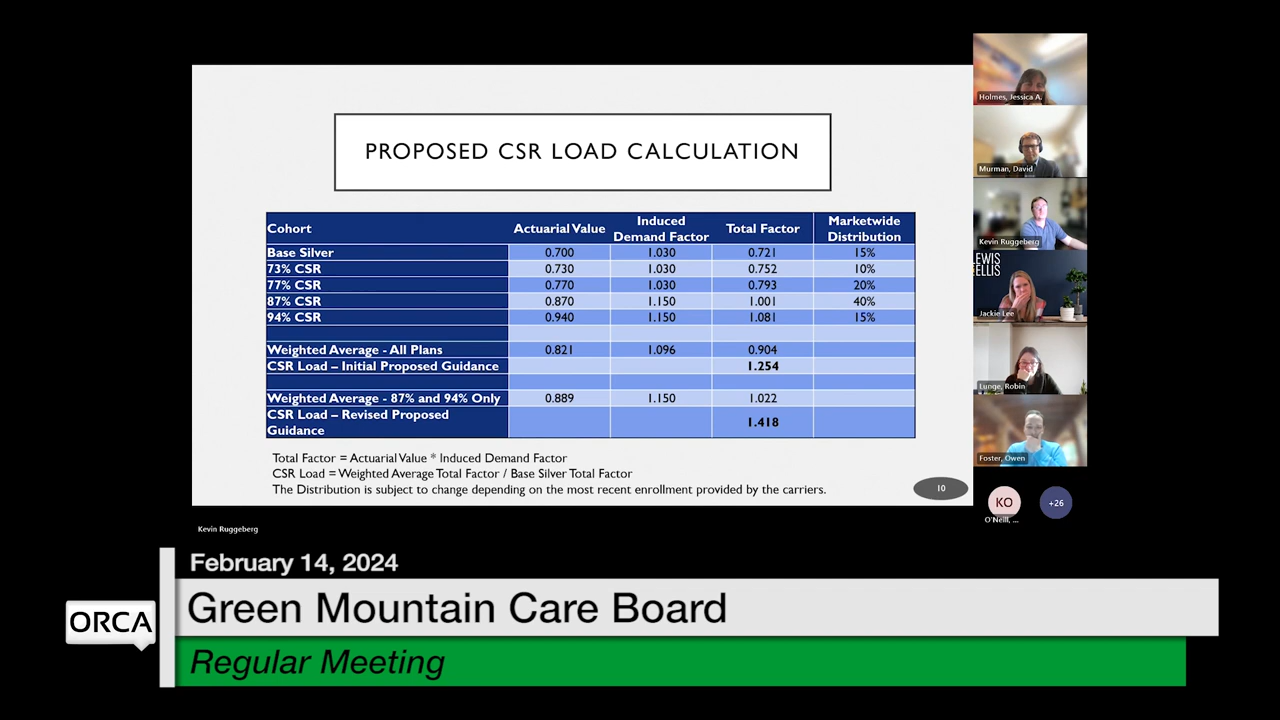 PROPOSED CSR LOAD CALCULATION
Cohort Actuarial Value Induced Demand Factor Total Factor Marketwide Distribution
Base Silver 0.700 1.030 0.721 15%
73% CSR 0.730 1.030 0.752 10%
77% CSR 0.770 1.030 0.793 20%
87% CSR 0.870 1.150 1.001 40%
94% CSR 0.940 1.150 1.081 15%
Weighted Average - All Plans 0.821 1.096 0.904
CSR Load – Initial Proposed Guidance 1.254
Weighted Average - 87% and 94% Only 0.889 1.150 1.022
CSR Load – Revised Proposed Guidance 1.418
Total Factor = Actuarial Value * Induced Demand Factor
CSR Load = Weighted Average Total Factor / Base Silver Total Factor
The Distribution is subject to change depending on the most recent enrollment provided by the carriers.
10
Holmes, Jessica A.
Murman, David
Kevin Ruggeberg
LEWIS
ELLIS
Jackie Lee
Lunge, Robin
Foster, Owen
KO
+26
O'Neill, ...
Kevin Ruggeberg
February 14, 2024
ORCA
Green Mountain Care Board
Regular Meeting